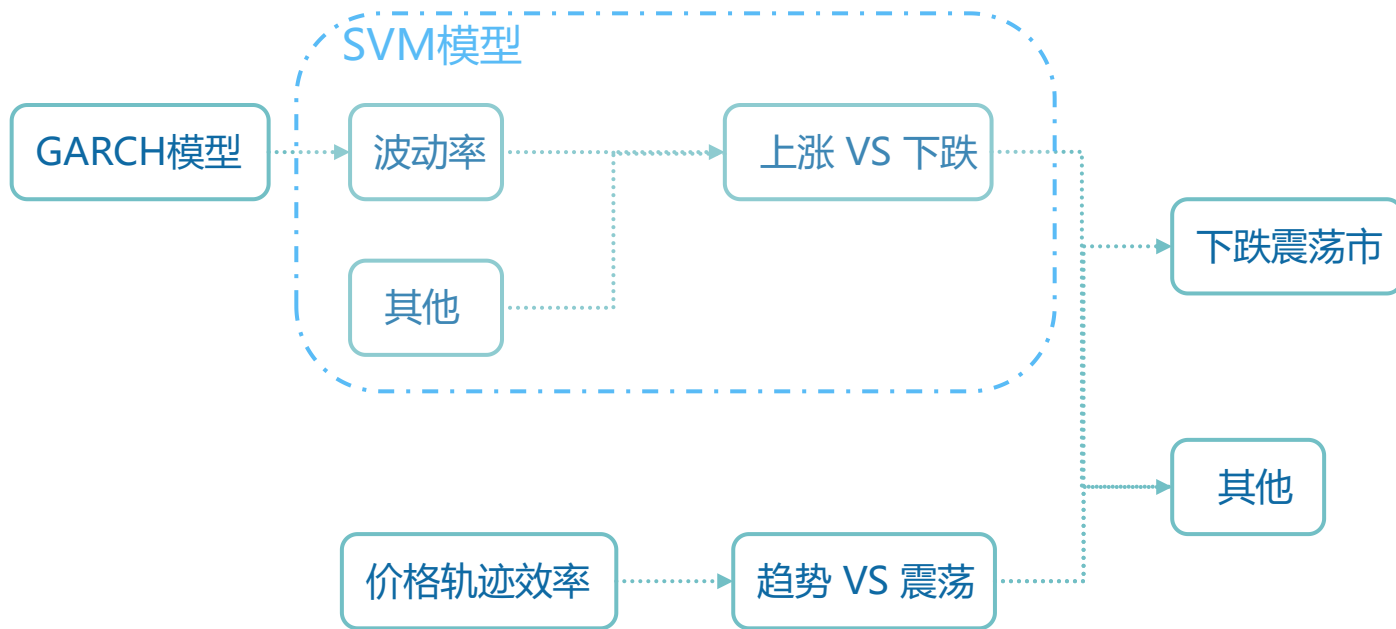 SVM模型
GARCH模型
波动率
上涨 VS 下跌
下跌震荡市
其他
其他
价格轨迹效率
趋势 VS 震荡